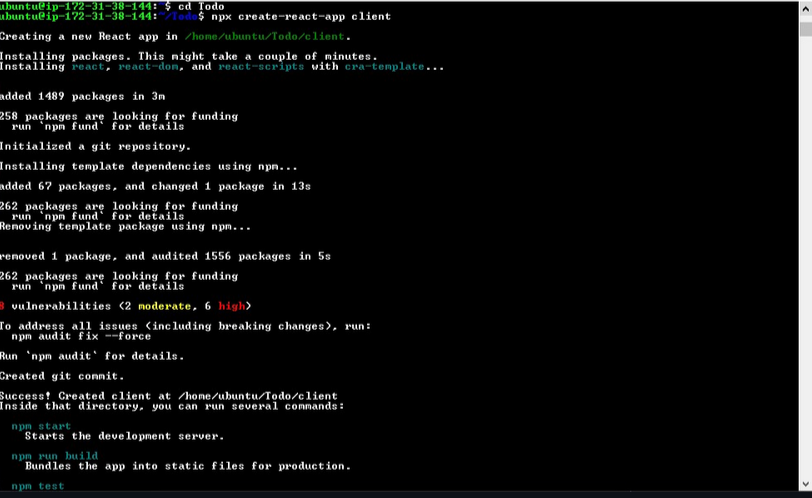 ubuntu@ip-172-31-38-144:~$ cd Todo
ubuntu@ip-172-31-38-144:~/Todo$ npx create-react-app client
Creating a new React app in /home/ubuntu/Todo/client.
Installing packages. This might take a couple of minutes.
Installing react, react-dom, and react-scripts with cra-template...
added 1489 packages in 3m
258 packages are looking for funding
run `npm fund` for details
Initialized a git repository.
Installing template dependencies using npm...
added 67 packages, and changed 1 package in 13s
262 packages are looking for funding
run `npm fund` for details
Removing template package using npm...
removed 1 package, and audited 1556 packages in 5s
262 packages are looking for funding
run `npm fund` for details
8 vulnerabilities (2 moderate, 6 high)
To address all issues (including breaking changes), run:
npm audit fix --force
Run `npm audit` for details.
Created git commit.
Success! Created client at /home/ubuntu/Todo/client
Inside that directory, you can run several commands:
npm start
Starts the development server.
npm run build
Bundles the app into static files for production.
npm test